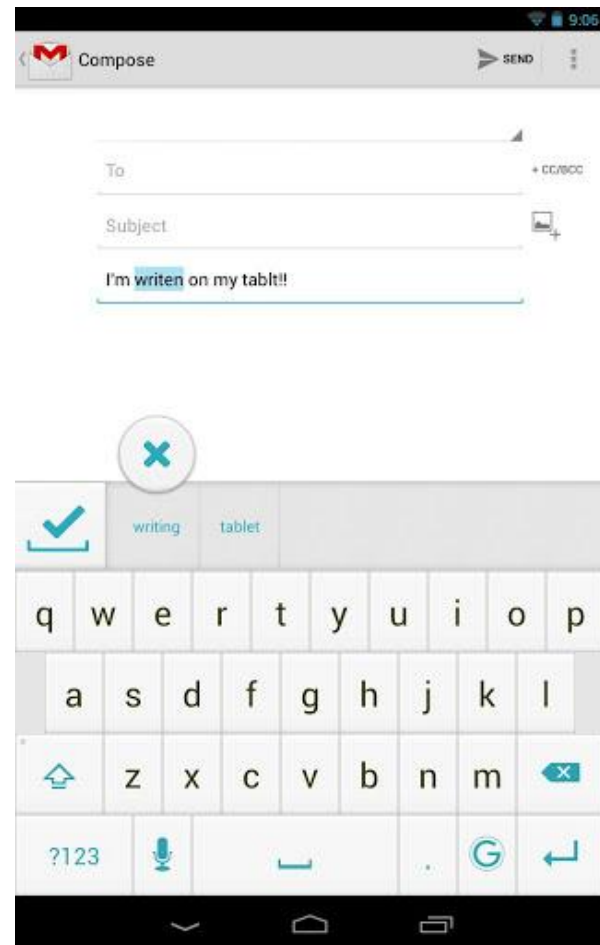 9:06
Compose SEND
To + CC/BCC
Subject
I'm writen on my tablt!!
writing tablet
q w e r t y u i o p
a s d f g h j k l
z x c v b n m
?123 . G